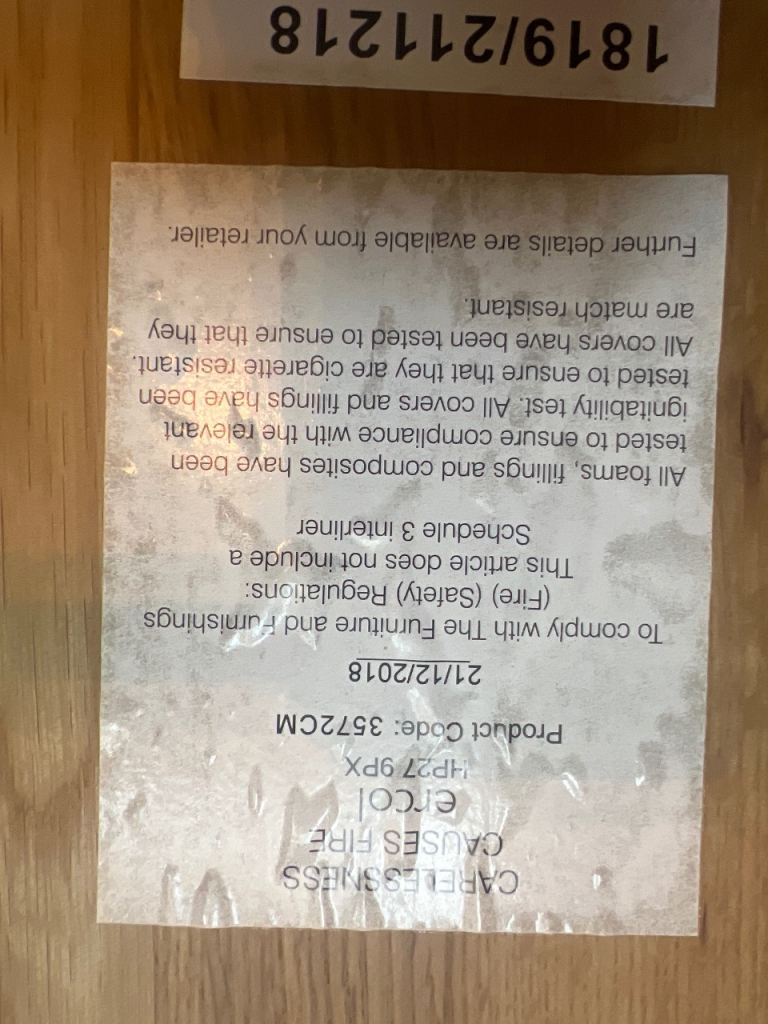 CARELESSNESS
CAUSES FIRE
ercol
HP27 9PX
Product Code: 3572CM
21/12/2018
To comply with The Furniture and Furnishings
(Fire) (Safety) Regulations:
This article does not include a
Schedule 3 interliner
All foams, fillings and composites have been
tested to ensure compliance with the relevant
ignitability test. All covers and fillings have been
tested to ensure that they are cigarette resistant.
All covers have been tested to ensure that they
are match resistant.
Further details are available from your retailer.
1819/211218